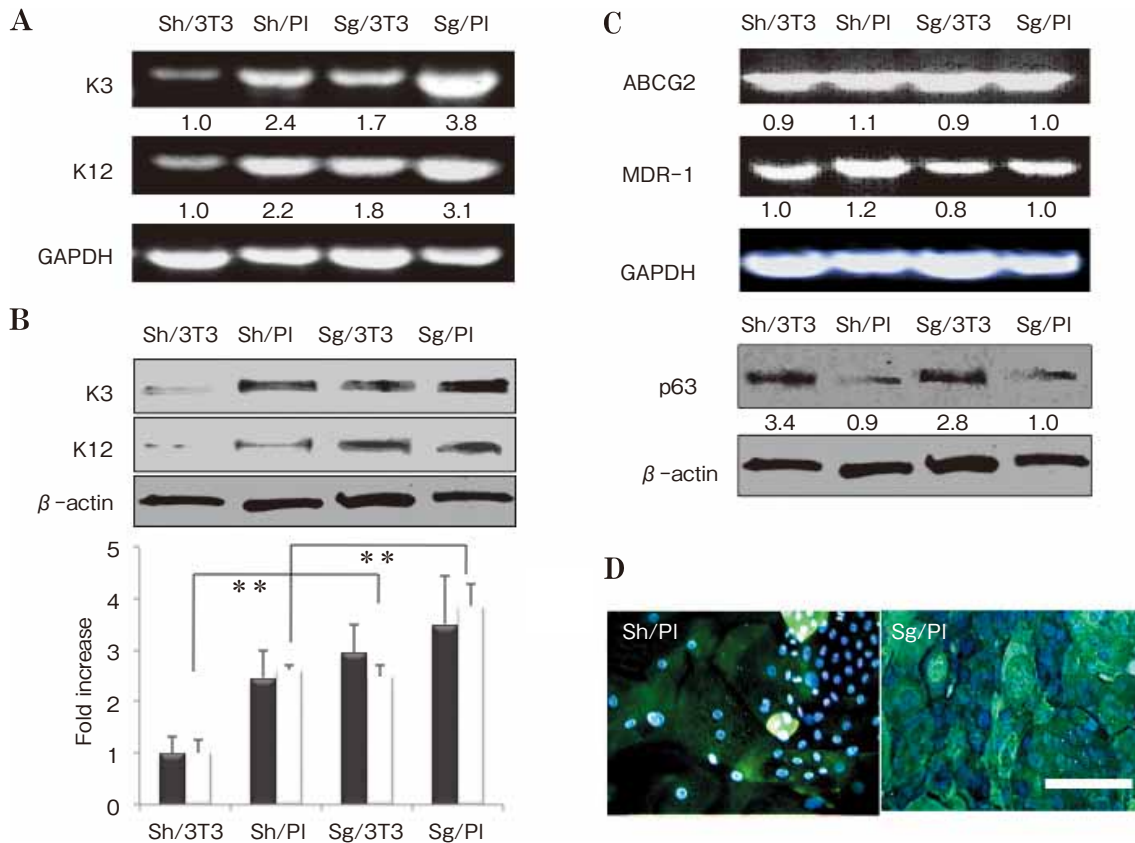 A
Sh/3T3 Sh/PI Sg/3T3 Sg/PI
K3
1.0 2.4 1.7 3.8
K12
1.0 2.2 1.8 3.1
GAPDH
B
Sh/3T3 Sh/PI Sg/3T3 Sg/PI
K3
K12
β-actin
5
4
3
2
1
0
Fold increase
**
**
Sh/3T3 Sh/PI Sg/3T3 Sg/PI
C
Sh/3T3 Sh/PI Sg/3T3 Sg/PI
ABCG2
0.9 1.1 0.9 1.0
MDR-1
1.0 1.2 0.8 1.0
GAPDH
Sh/3T3 Sh/PI Sg/3T3 Sg/PI
p63
3.4 0.9 2.8 1.0
β-actin
D
Sh/PI Sg/PI